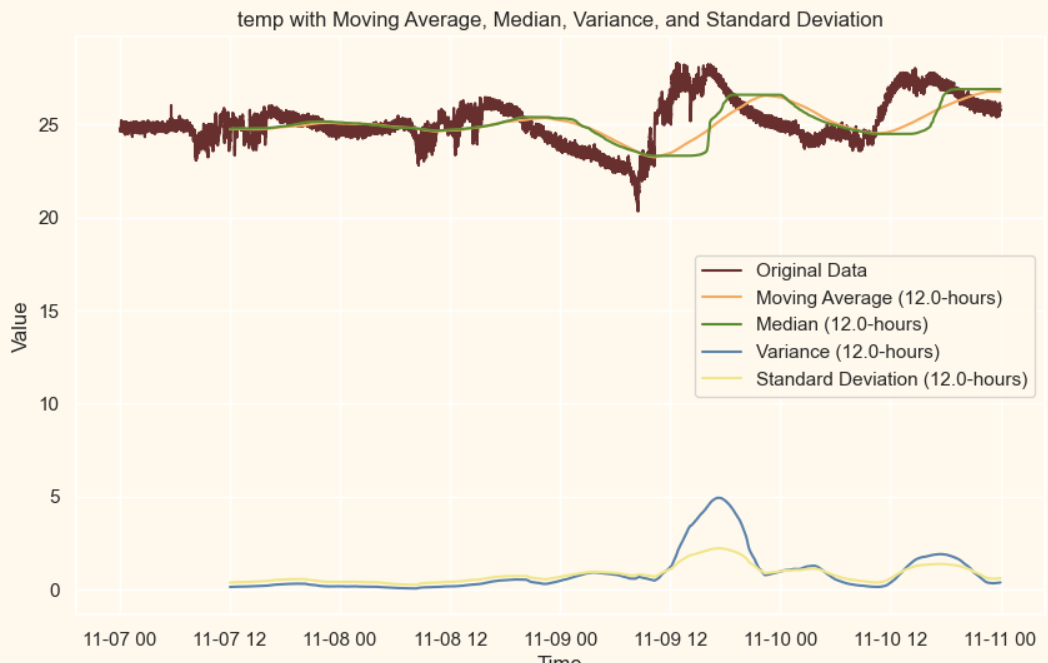 temp with Moving Average, Median, Variance, and Standard Deviation
25
20
15
10
5
0
Value
Original Data
Moving Average (12.0-hours)
Median (12.0-hours)
Variance (12.0-hours)
Standard Deviation (12.0-hours)
11-07 00 11-07 12 11-08 00 11-08 12 11-09 00 11-09 12 11-10 00 11-10 12 11-11 00
Time